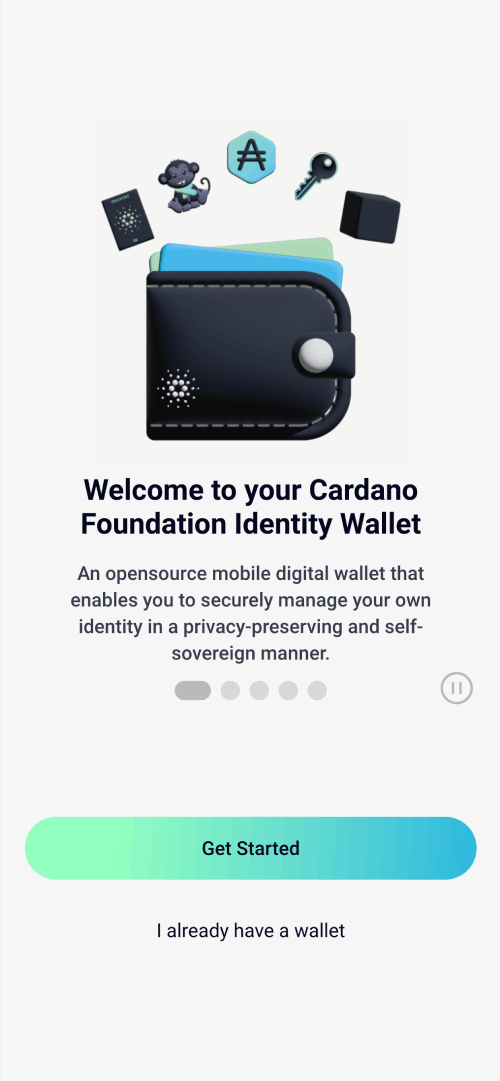 Welcome to your Cardano
Foundation Identity Wallet
An opensource mobile digital wallet that
enables you to securely manage your own
identity in a privacy-preserving and self-
sovereign manner.
Get Started
I already have a wallet